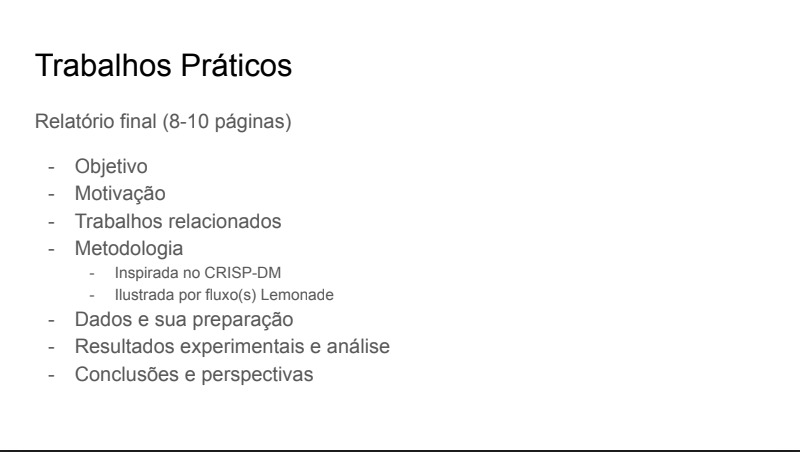 Trabalhos Práticos
Relatório final (8-10 páginas)
- Objetivo
- Motivação
- Trabalhos relacionados
- Metodologia
- Inspirada no CRISP-DM
- Ilustrada por fluxo(s) Lemonade
- Dados e sua preparação
- Resultados experimentais e análise
- Conclusões e perspectivas